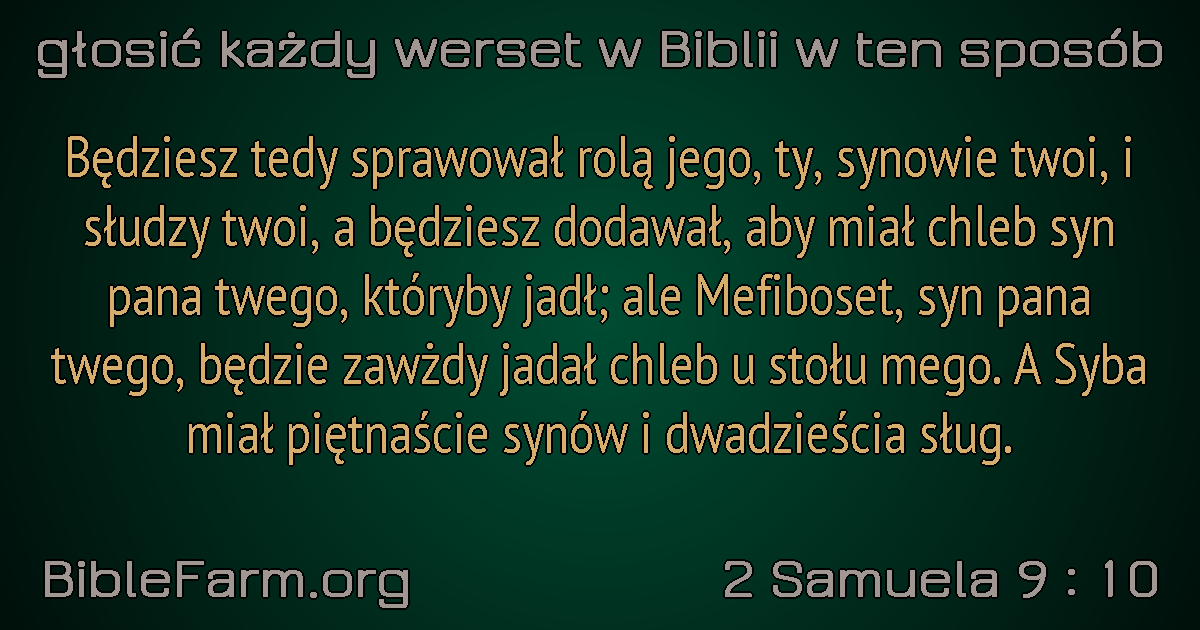 głosić każdy werset w Biblii w ten sposób
Będziesz tedy sprawował rolą jego, ty, synowie twoi, i
słudzy twoi, a będziesz dodawał, aby miał chleb syn
pana twego, któryby jadł; ale Mefiboset, syn pana
twego, będzie zawżdy jadał chleb u stołu mego. A Syba
miał piętnaście synów i dwadzieścia sług.
BibleFarm.org
2 Samuela 9 : 10